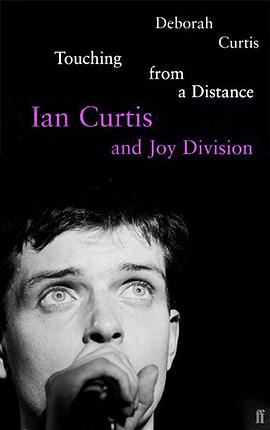 Deborah
Curtis
Touching
from
a Distance
Ian Curtis
and Joy Division
ff